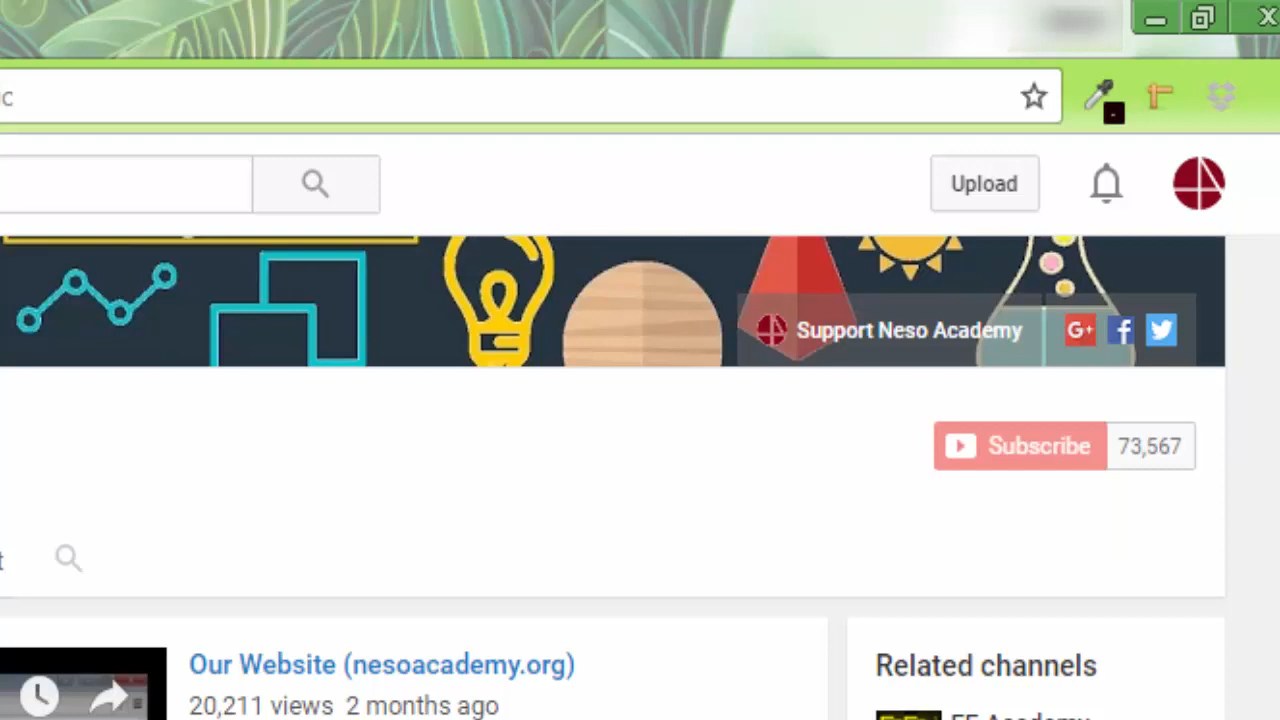 Upload
Support Neso Academy
G+
Subscribe 73,567
Our Website (nesoacademy.org)
20,211 views 2 months ago
Related channels